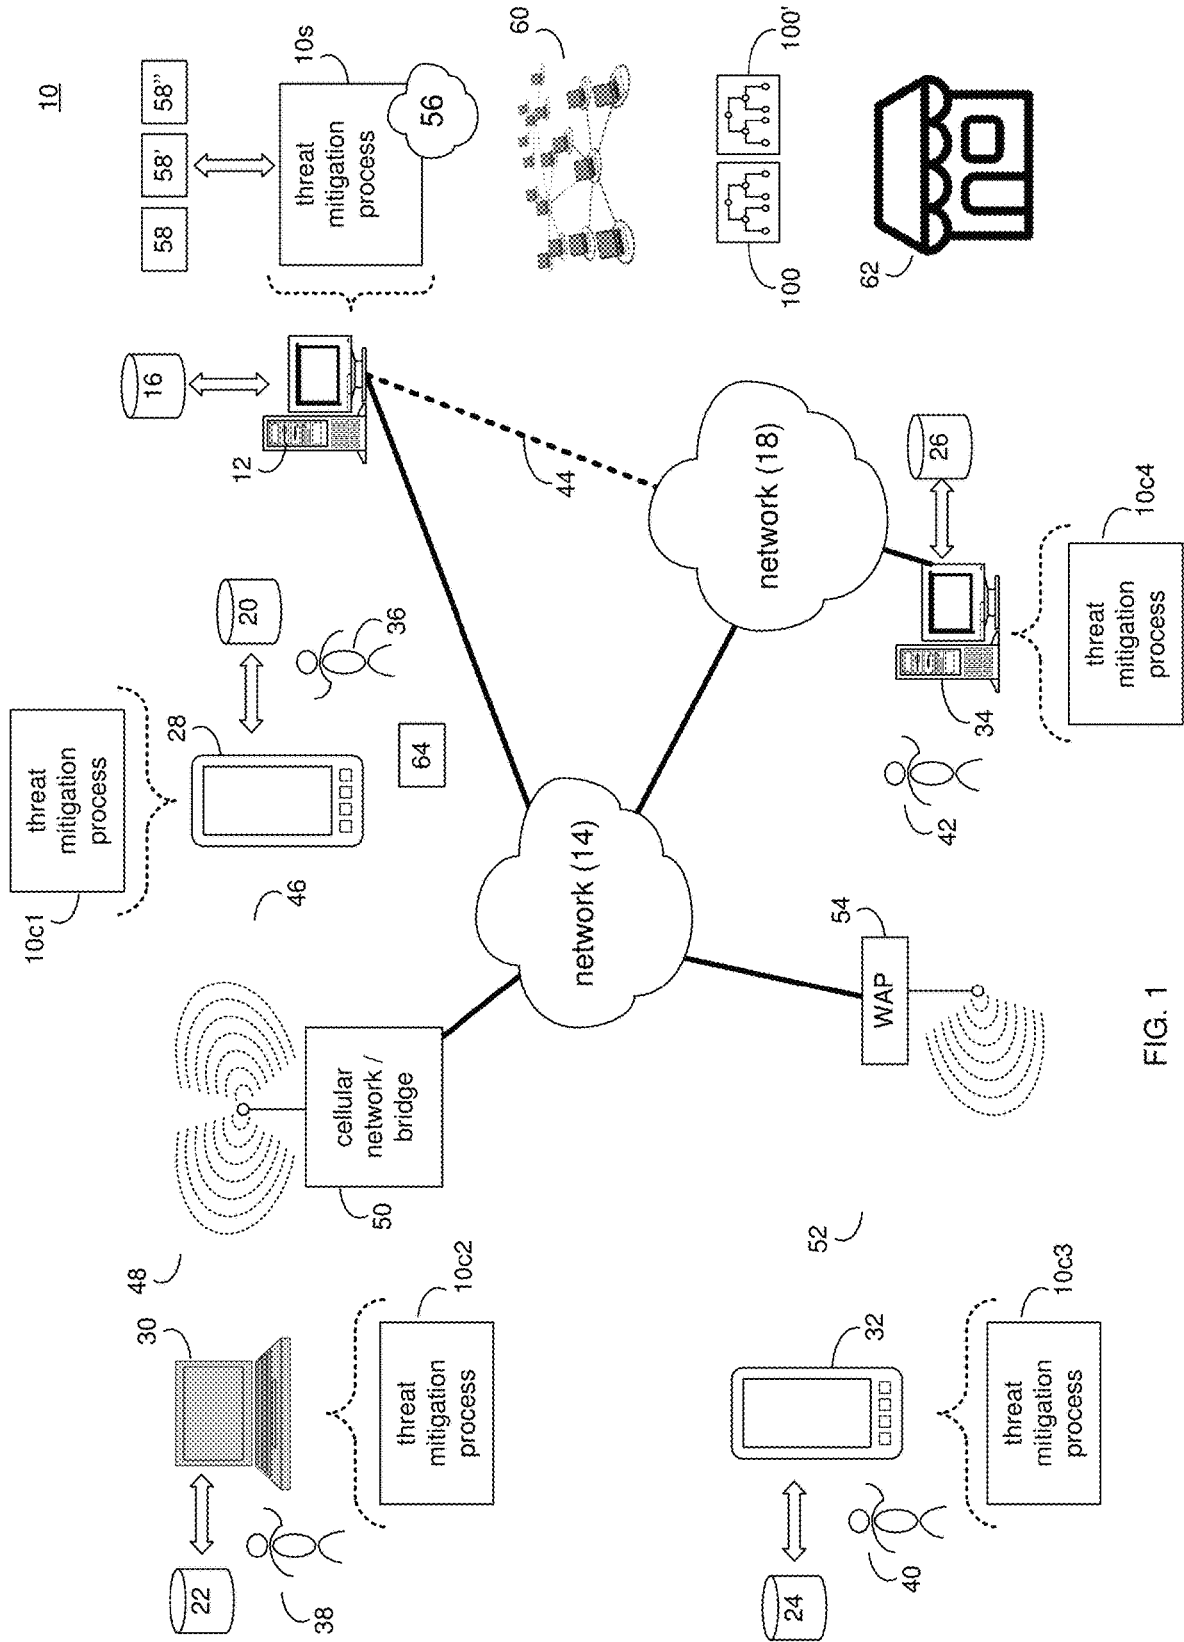 10
58
58'
58"
10s
threat
mitigation
process
56
60
100
100'
62
16
12
44
network (18)
26
34
42
10c4
threat
mitigation
process
20
36
28
64
10c1
threat
mitigation
process
46
network (14)
54
WAP
48
cellular
network /
bridge
50
30
22
38
10c2
threat
mitigation
process
52
32
24
40
10c3
threat
mitigation
process
FIG. 1